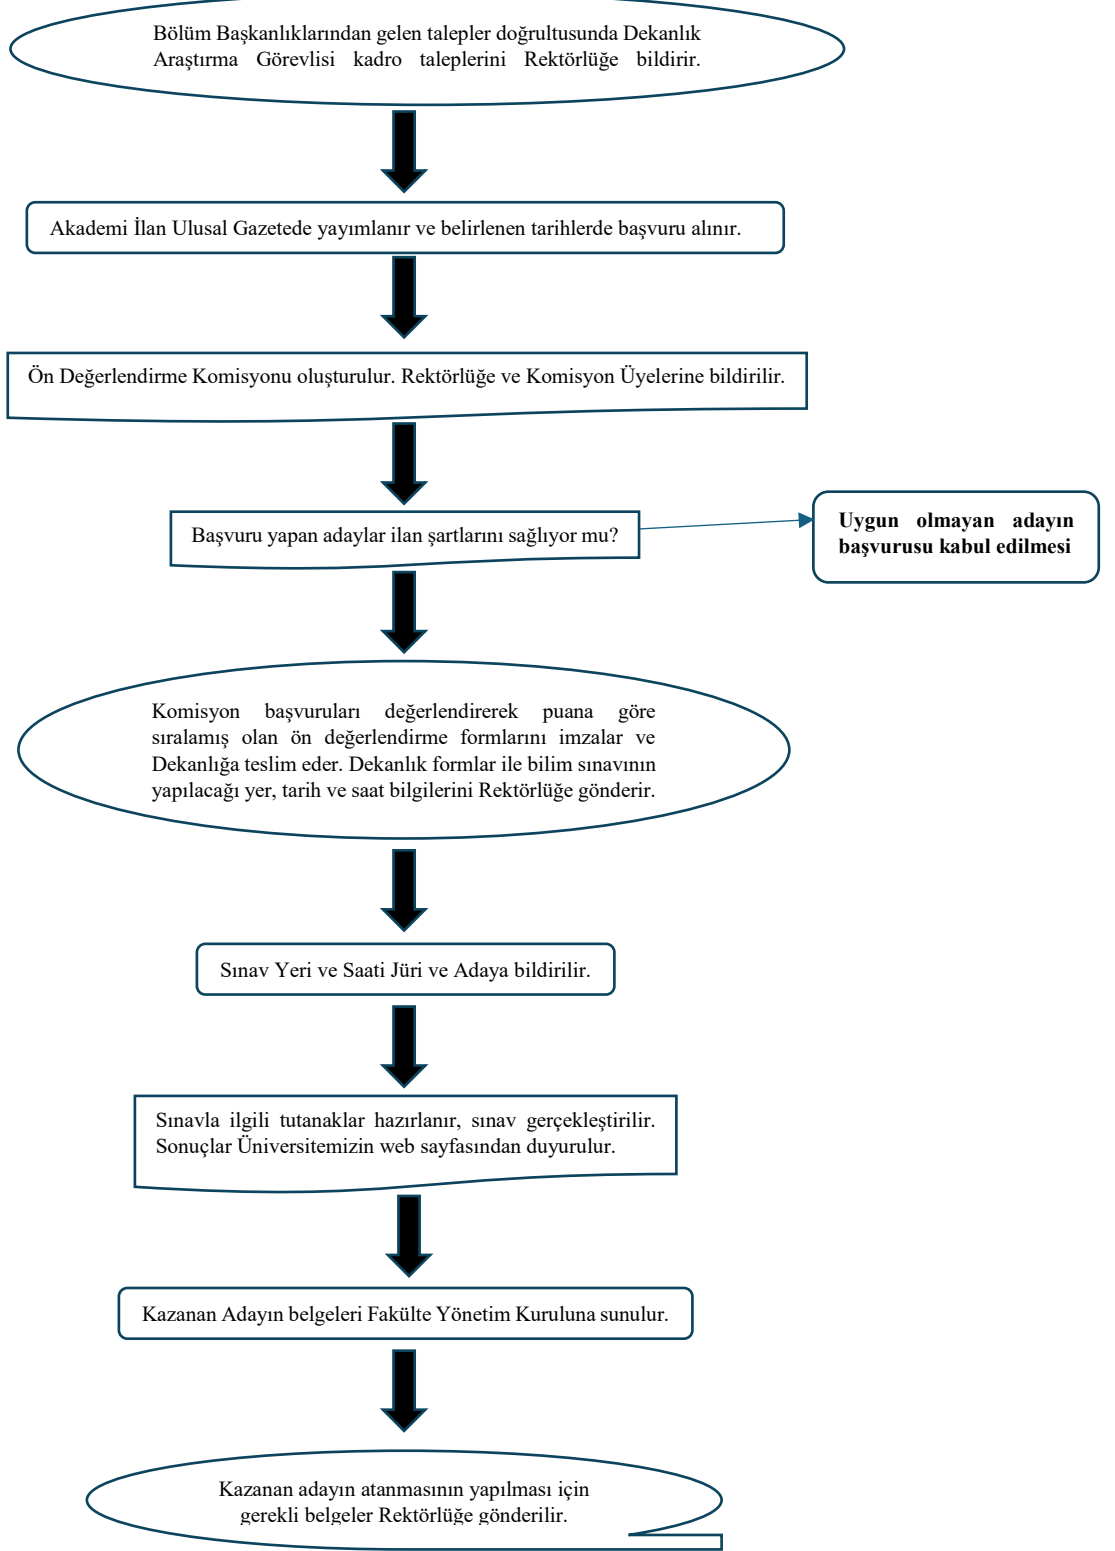 Bölüm Başkanlıklarından gelen talepler doğrultusunda Dekanlık
Araştırma Görevlisi kadro taleplerini Rektörlüğe bildirir.
Akademi İlan Ulusal Gazetede yayımlanır ve belirlenen tarihlerde başvuru alınır.
Ön Değerlendirme Komisyonu oluşturulur. Rektörlüğe ve Komisyon Üyelerine bildirilir.
Başvuru yapan adaylar ilan şartlarını sağlıyor mu?
Uygun olmayan adayın
başvurusu kabul edilmesi
Komisyon başvuruları değerlendirerek puana göre
sıralamış olan ön değerlendirme formlarını imzalar ve
Dekanlığa teslim eder. Dekanlık formlar ile bilim sınavının
yapılacağı yer, tarih ve saat bilgilerini Rektörlüğe gönderir.
Sınav Yeri ve Saati Jüri ve Adaya bildirilir.
Sınavla ilgili tutanaklar hazırlanır, sınav gerçekleştirilir.
Sonuçlar Üniversitemizin web sayfasından duyurulur.
Kazanan Adayın belgeleri Fakülte Yönetim Kuruluna sunulur.
Kazanan adayın atanmasının yapılması için
gerekli belgeler Rektörlüğe gönderilir.